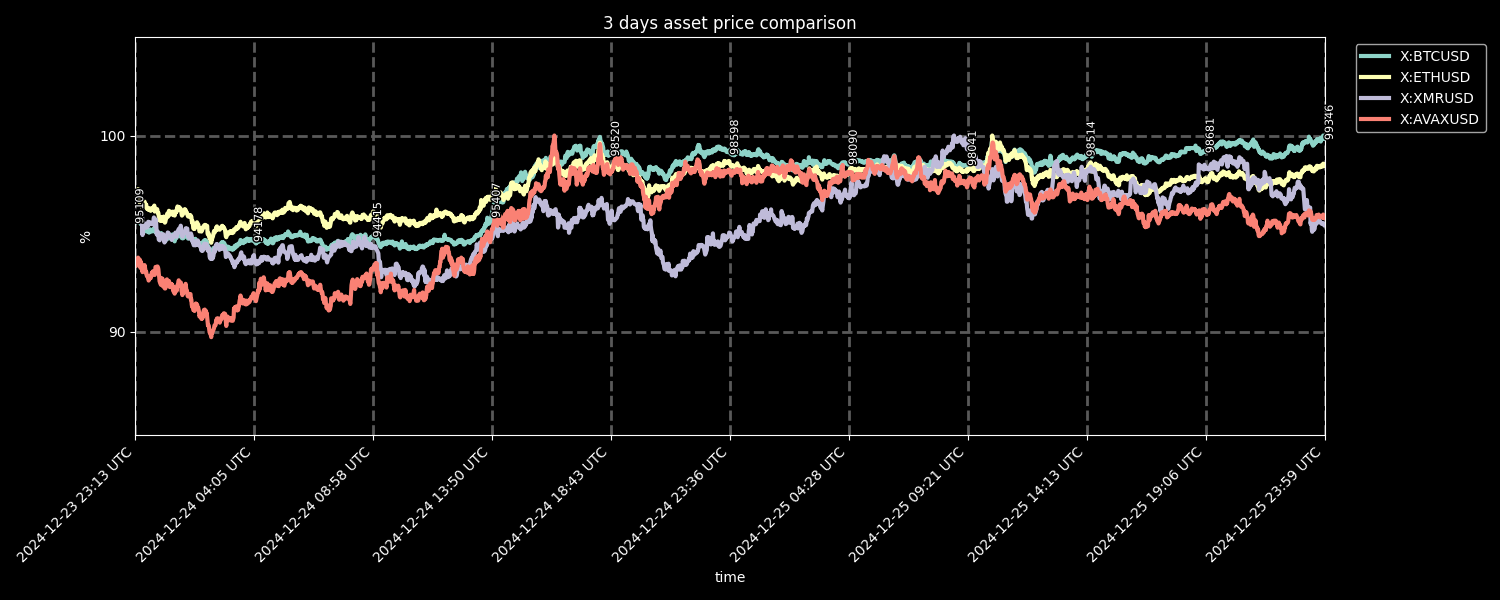 3 days asset price comparison
X:BTCUSD
X:ETHUSD
X:XMRUSD
X:AVAXUSD
100
90
%
95109
94178
94415
95407
98520
98598
98090
98041
98514
98681
99346
2024-12-23 23:13 UTC
2024-12-24 04:05 UTC
2024-12-24 08:58 UTC
2024-12-24 13:50 UTC
2024-12-24 18:43 UTC
2024-12-24 23:36 UTC
2024-12-25 04:28 UTC
2024-12-25 09:21 UTC
2024-12-25 14:13 UTC
2024-12-25 19:06 UTC
2024-12-25 23:59 UTC
time